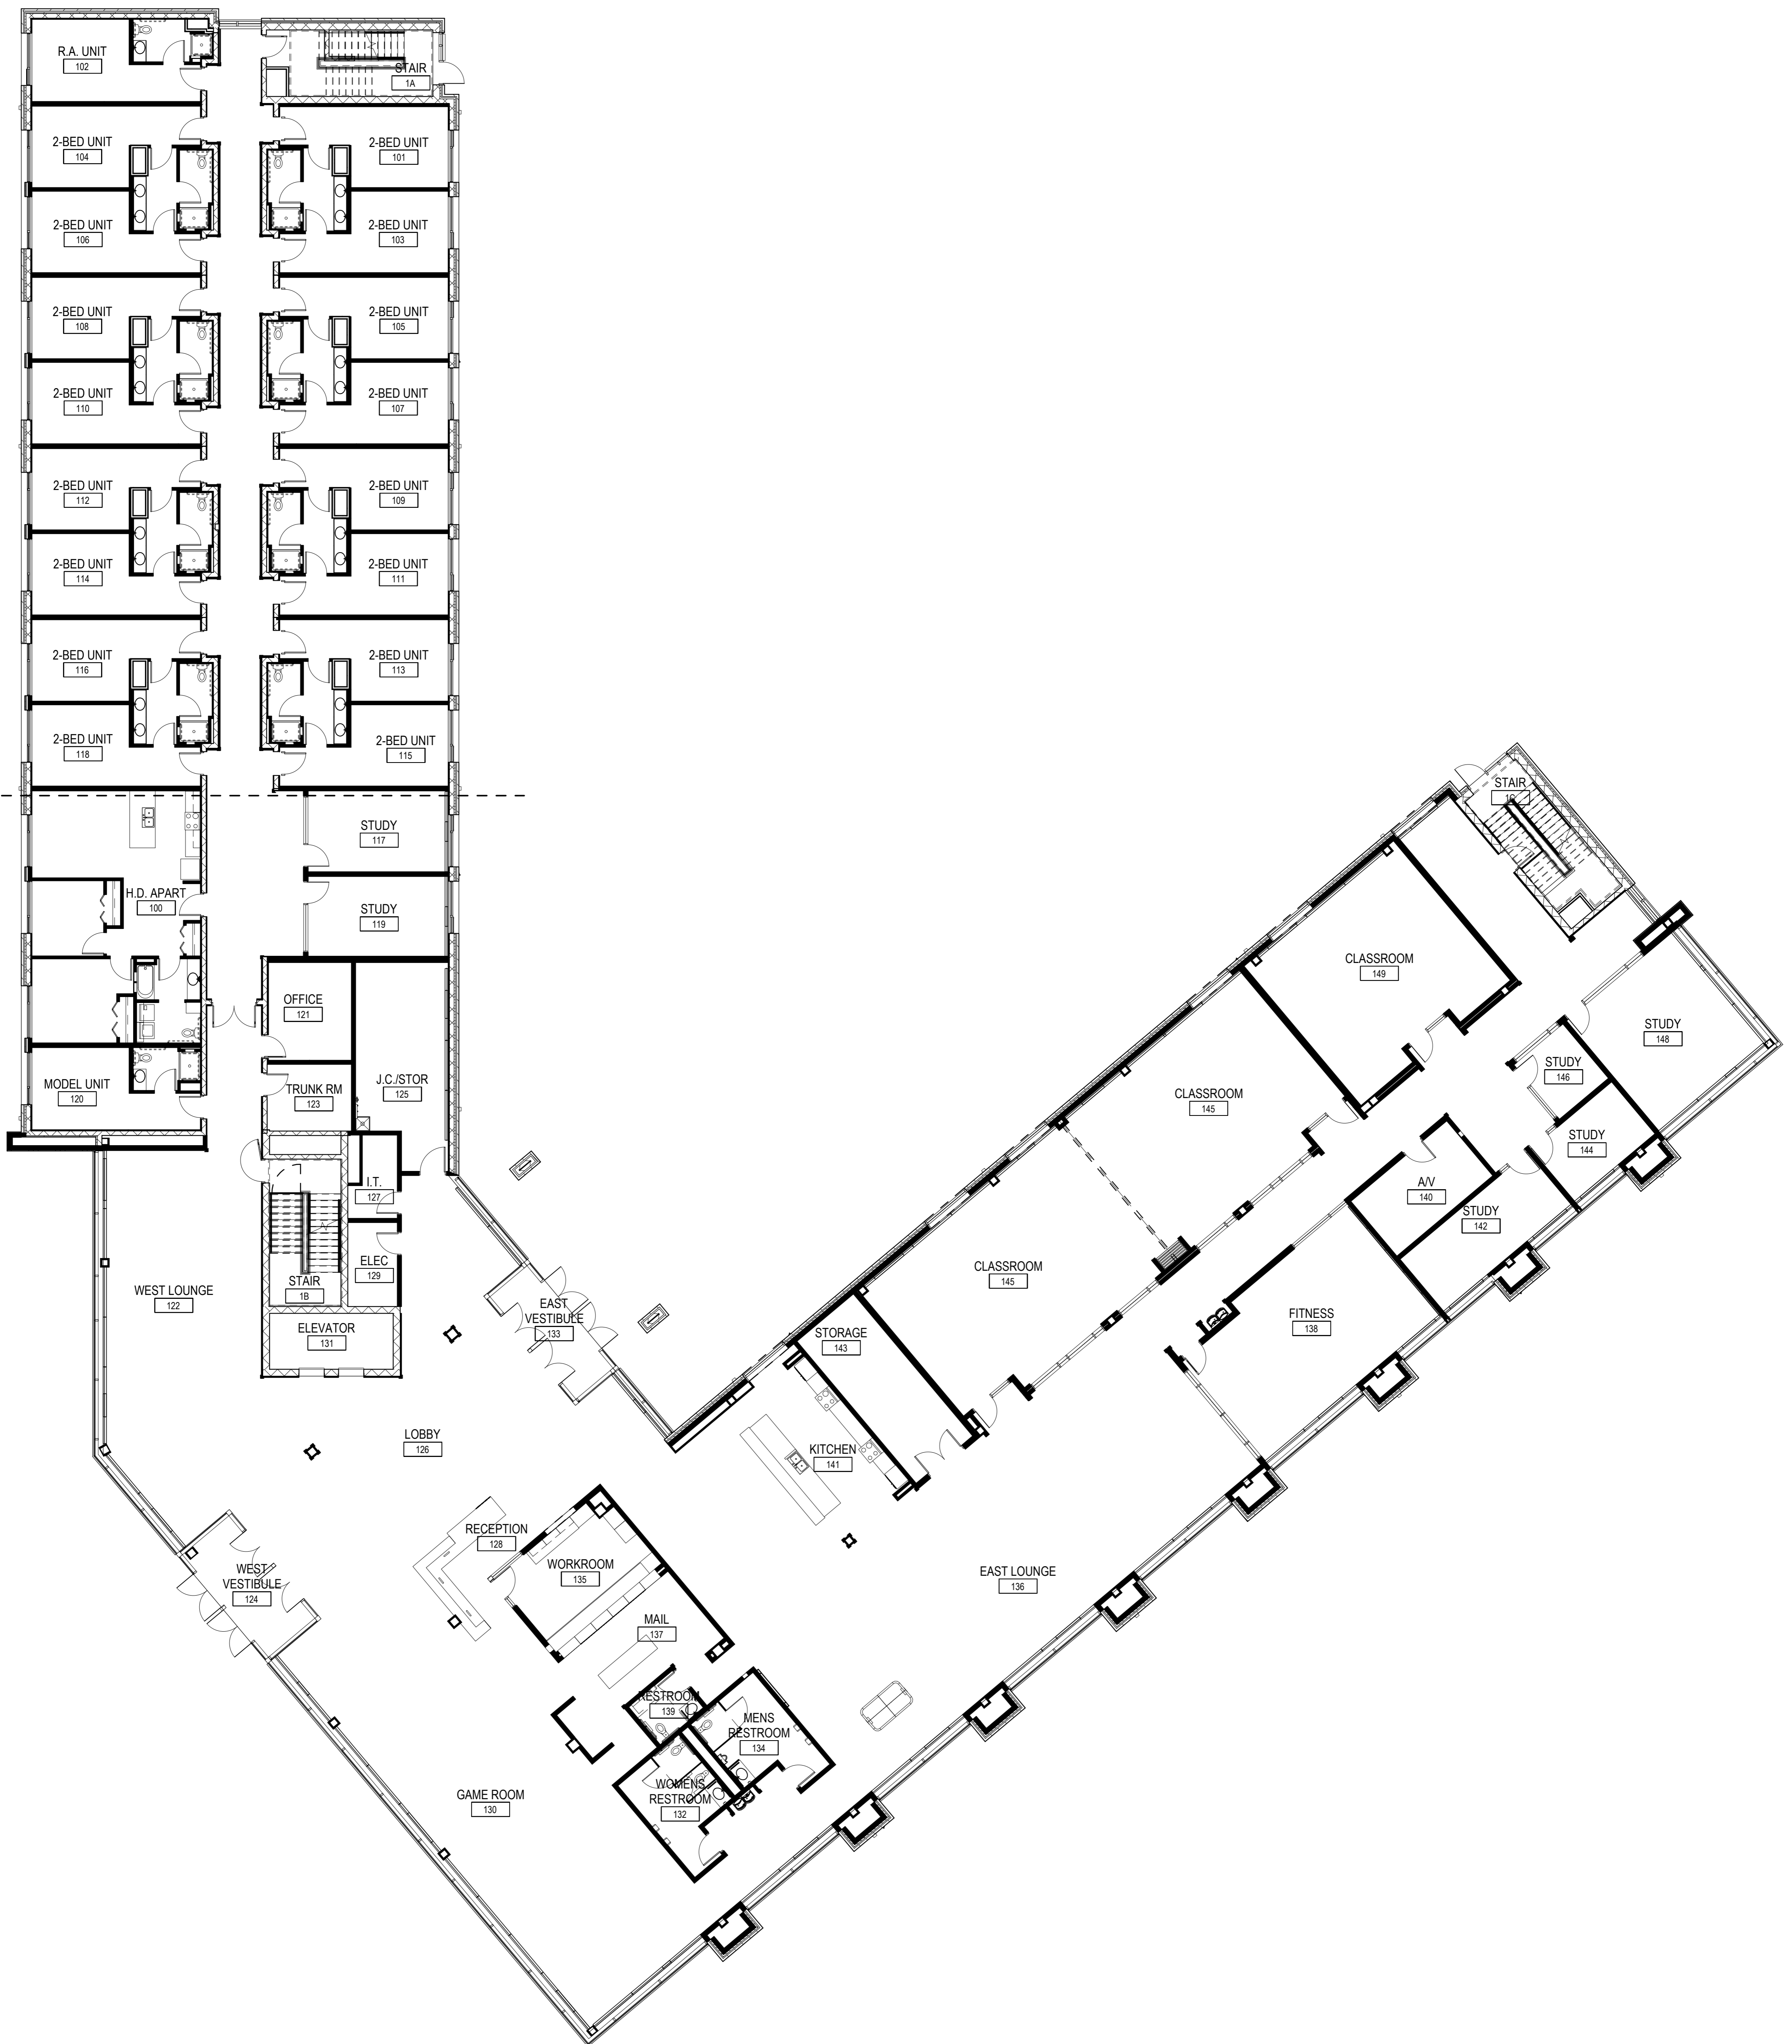 R.A. UNIT
102
STAIR
1A
2-BED UNIT
104
2-BED UNIT
101
2-BED UNIT
106
2-BED UNIT
103
2-BED UNIT
108
2-BED UNIT
105
2-BED UNIT
110
2-BED UNIT
107
2-BED UNIT
112
2-BED UNIT
109
2-BED UNIT
114
2-BED UNIT
111
2-BED UNIT
116
2-BED UNIT
113
2-BED UNIT
118
2-BED UNIT
115
STUDY
117
H.D. APART
100
STUDY
119
OFFICE
121
MODEL UNIT
120
TRUNK RM
123
J.C./STOR
125
I.T.
127
ELEC
129
STAIR
1B
WEST LOUNGE
122
ELEVATOR
131
EAST
VESTIBULE
133
LOBBY
126
STAIR
1C
CLASSROOM
149
STUDY
148
STUDY
146
CLASSROOM
145
STUDY
144
A/V
140
STUDY
142
CLASSROOM
145
FITNESS
138
STORAGE
143
KITCHEN
141
RECEPTION
128
WORKROOM
135
WEST
VESTIBULE
124
EAST LOUNGE
136
MAIL
137
RESTROOM
139
MENS
RESTROOM
134
WOMENS
RESTROOM
132
GAME ROOM
130